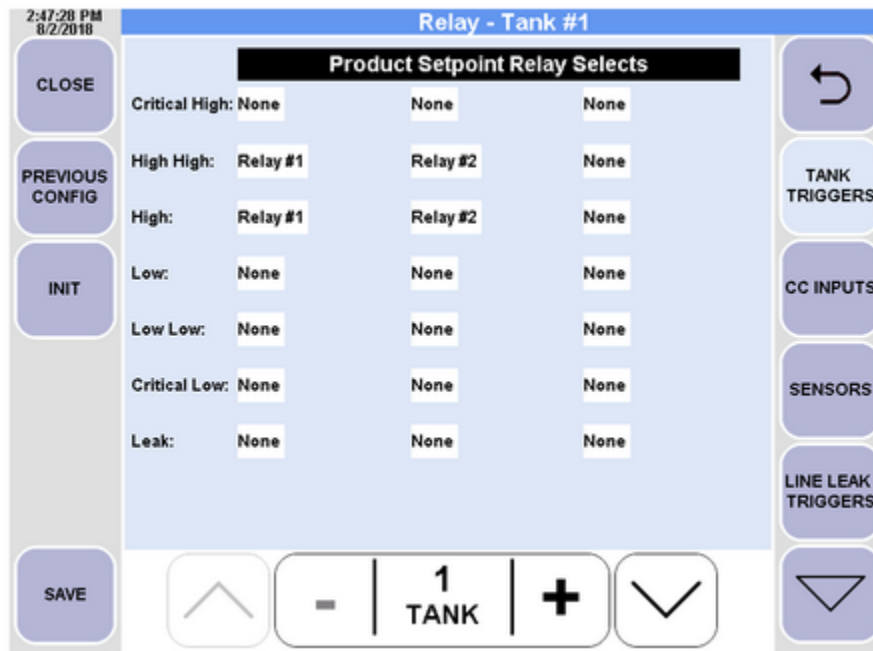 2:47:28 PM
8/2/2018
Relay - Tank #1
CLOSE
PREVIOUS
CONFIG
INIT
SAVE
Product Setpoint Relay Selects
Critical High: None None None
High High: Relay #1 Relay #2 None
High: Relay #1 Relay #2 None
Low: None None None
Low Low: None None None
Critical Low: None None None
Leak: None None None
- 1 +
TANK
TANK
TRIGGERS
CC INPUTS
SENSORS
LINE LEAK
TRIGGERS